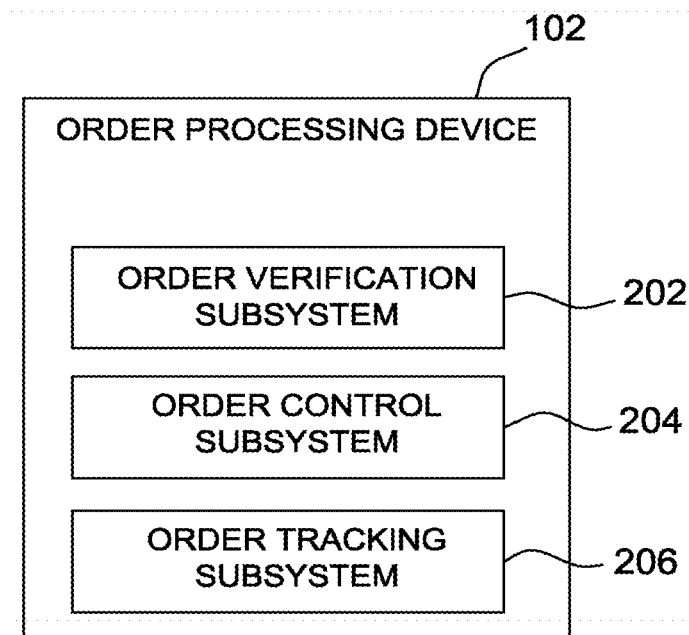 102
ORDER PROCESSING DEVICE
ORDER VERIFICATION
SUBSYSTEM
202
ORDER CONTROL
SUBSYSTEM
204
ORDER TRACKING
SUBSYSTEM
206